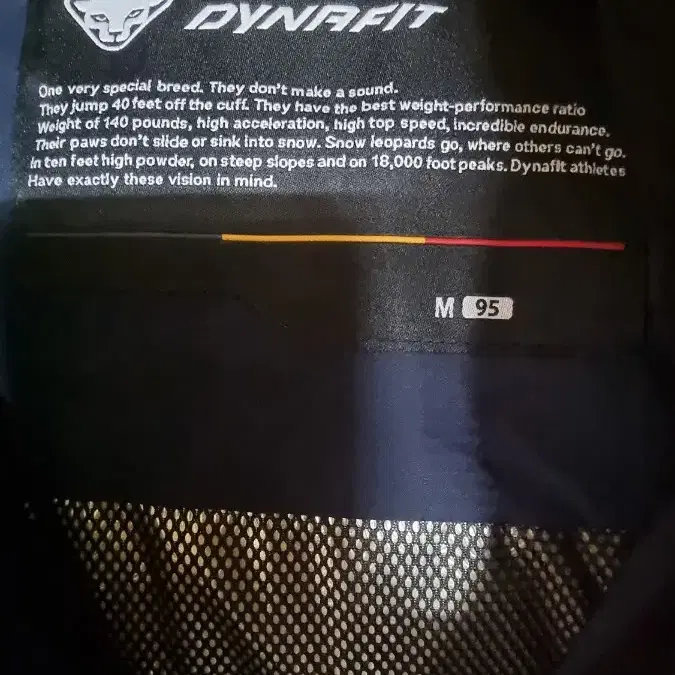 DYNAFIT
One very special breed. They don't make a sound.
They jump 40 feet off the cuff. They have the best weight-performance ratio
Weight of 140 pounds, high acceleration, high top speed, incredible endurance.
Their paws don't slide or sink into snow. Snow leopards go, where others can't go.
In ten feet high powder, on steep slopes and on 18,000 foot peaks. Dynafit athletes
Have exactly these vision in mind.
M 95